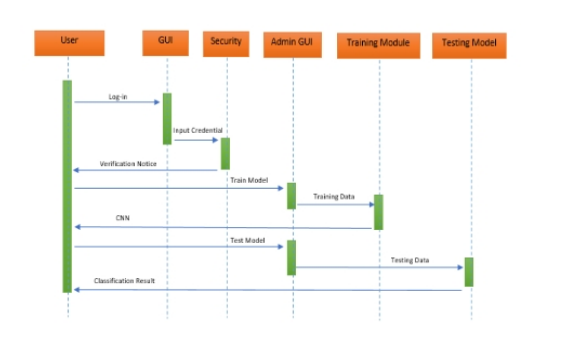 User
GUI
Security
Admin GUI
Training Module
Testing Model
Log-in
Input Credential
Verification Notice
Train Model
Training Data
CNN
Test Model
Testing Data
Classification Result